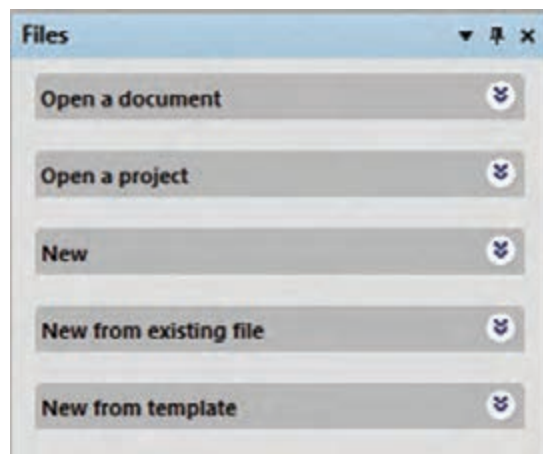 Files
Open a document
Open a project
New
New from existing file
New from template